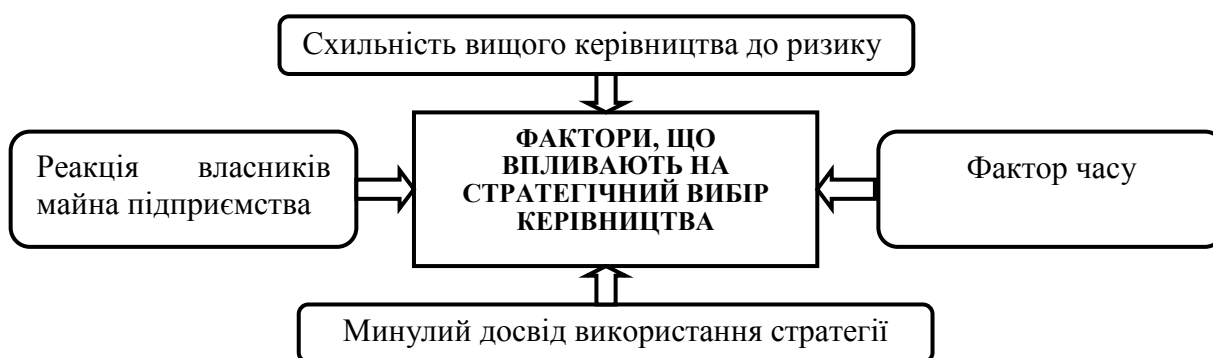 Схильність вищого керівництва до ризику
ФАКТОРИ, ЩО
ВПЛИВАЮТЬ НА
СТРАТЕГІЧНИЙ ВИБІР
КЕРІВНИЦТВА
Реакція власників
майна підприємства
Фактор часу
Минулий досвід використання стратегії